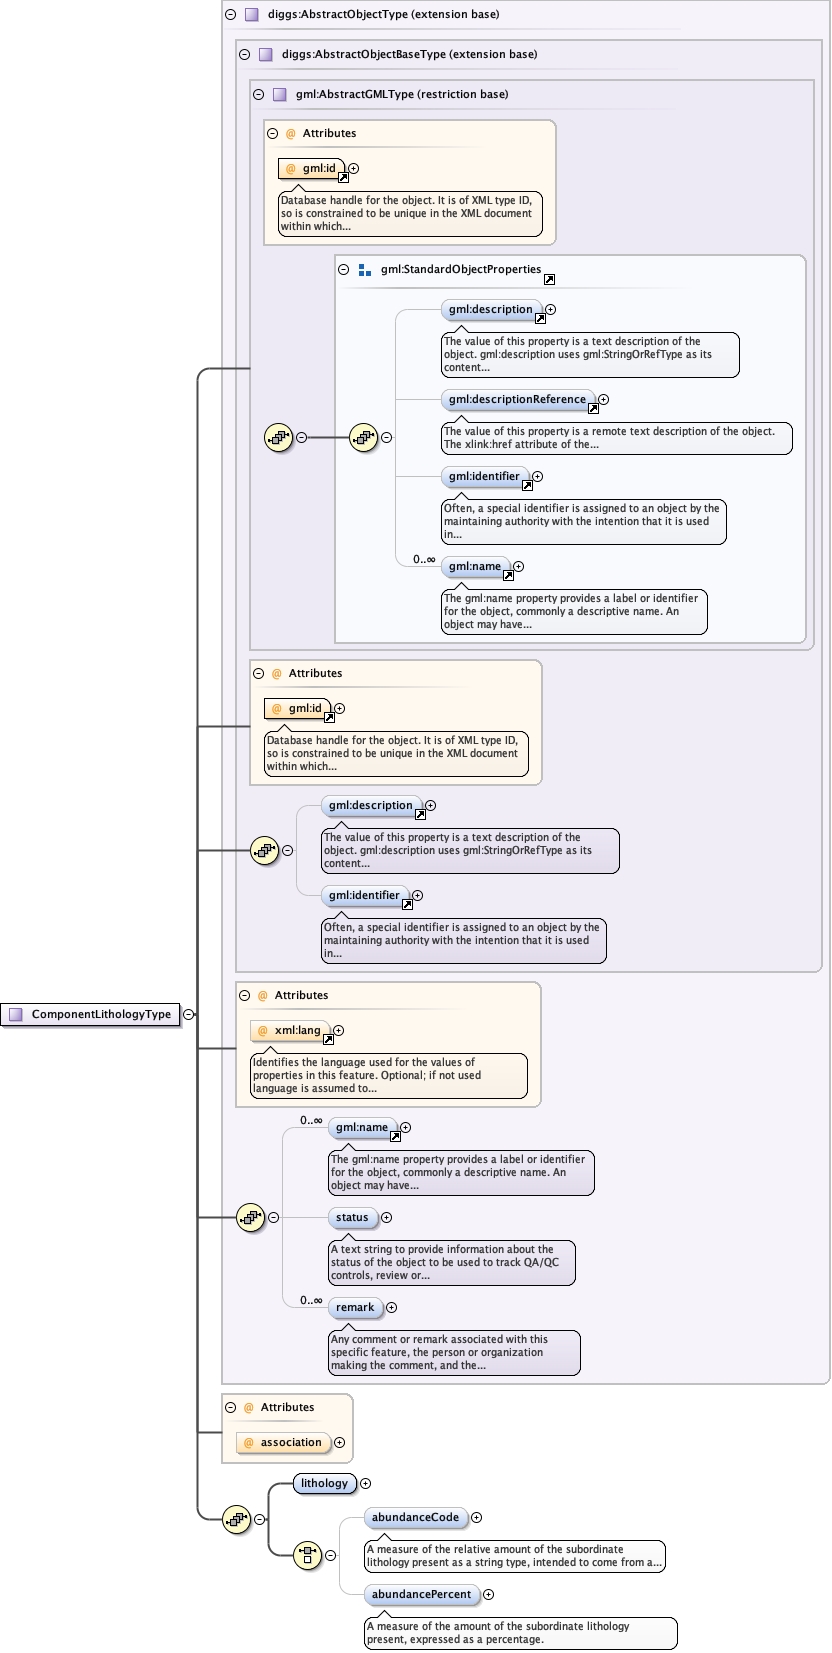 diggs:AbstractObjectType (extension base)
diggs:AbstractObjectBaseType (extension base)
gml:AbstractGMLType (restriction base)
@ Attributes
@ gml:id
Database handle for the object. It is of XML type ID,
so is constrained to be unique in the XML document
within which...
gml:StandardObjectProperties
gml:description
The value of this property is a text description of the
object. gml:description uses gml:StringOrRefType as its
content...
gml:descriptionReference
The value of this property is a remote text description of the object.
The xlink:href attribute of the...
gml:identifier
Often, a special identifier is assigned to an object by the
maintaining authority with the intention that it is used
in...
0..∞
gml:name
The gml:name property provides a label or identifier
for the object, commonly a descriptive name. An
object may have...
@ Attributes
@ gml:id
Database handle for the object. It is of XML type ID,
so is constrained to be unique in the XML document
within which...
gml:description
The value of this property is a text description of the
object. gml:description uses gml:StringOrRefType as its
content...
gml:identifier
Often, a special identifier is assigned to an object by the
maintaining authority with the intention that it is used
in...
ComponentLithologyType
@ Attributes
@ xml:lang
Identifies the language used for the values of
properties in this feature. Optional; if not used
language is assumed to...
0..∞
gml:name
The gml:name property provides a label or identifier
for the object, commonly a descriptive name. An
object may have...
status
A text string to provide information about the
status of the object to be used to track QA/QC
controls, review or...
0..∞
remark
Any comment or remark associated with this
specific feature, the person or organization
making the comment, and the...
@ Attributes
@ association
lithology
abundanceCode
A measure of the relative amount of the subordinate
lithology present as a string type, intended to come from a...
abundancePercent
A measure of the amount of the subordinate lithology
present, expressed as a percentage.